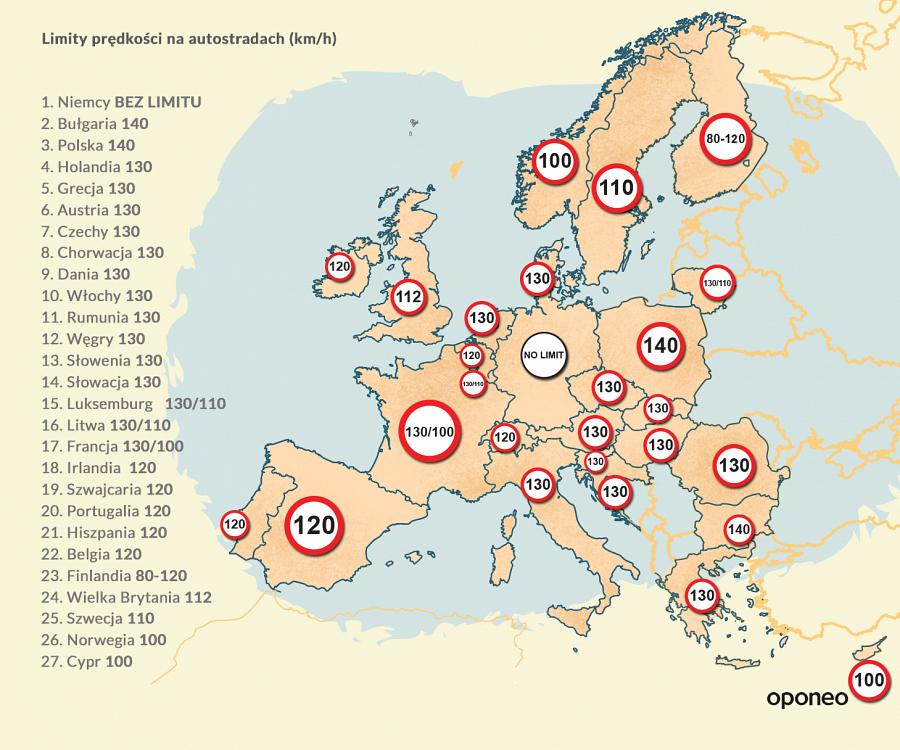 Limity prędkości na autostradach (km/h)
1. Niemcy BEZ LIMITU
2. Bułgaria 140
3. Polska 140
4. Holandia 130
5. Grecja 130
6. Austria 130
7. Czechy 130
8. Chorwacja 130
9. Dania 130
10. Włochy 130
11. Rumunia 130
12. Węgry 130
13. Słowenia 130
14. Słowacja 130
15. Luksemburg 130/110
16. Litwa 130/110
17. Francja 130/100
18. Irlandia 120
19. Szwajcaria 120
20. Portugalia 120
21. Hiszpania 120
22. Belgia 120
23. Finlandia 80-120
24. Wielka Brytania 112
25. Szwecja 110
26. Norwegia 100
27. Cypr 100
80-120
100
110
120
130
130/110
112
130
140
120
NO LIMIT
130/110
130
130
130/100
120
130
130
130
130
130
130
120
120
140
130
100
oponeo